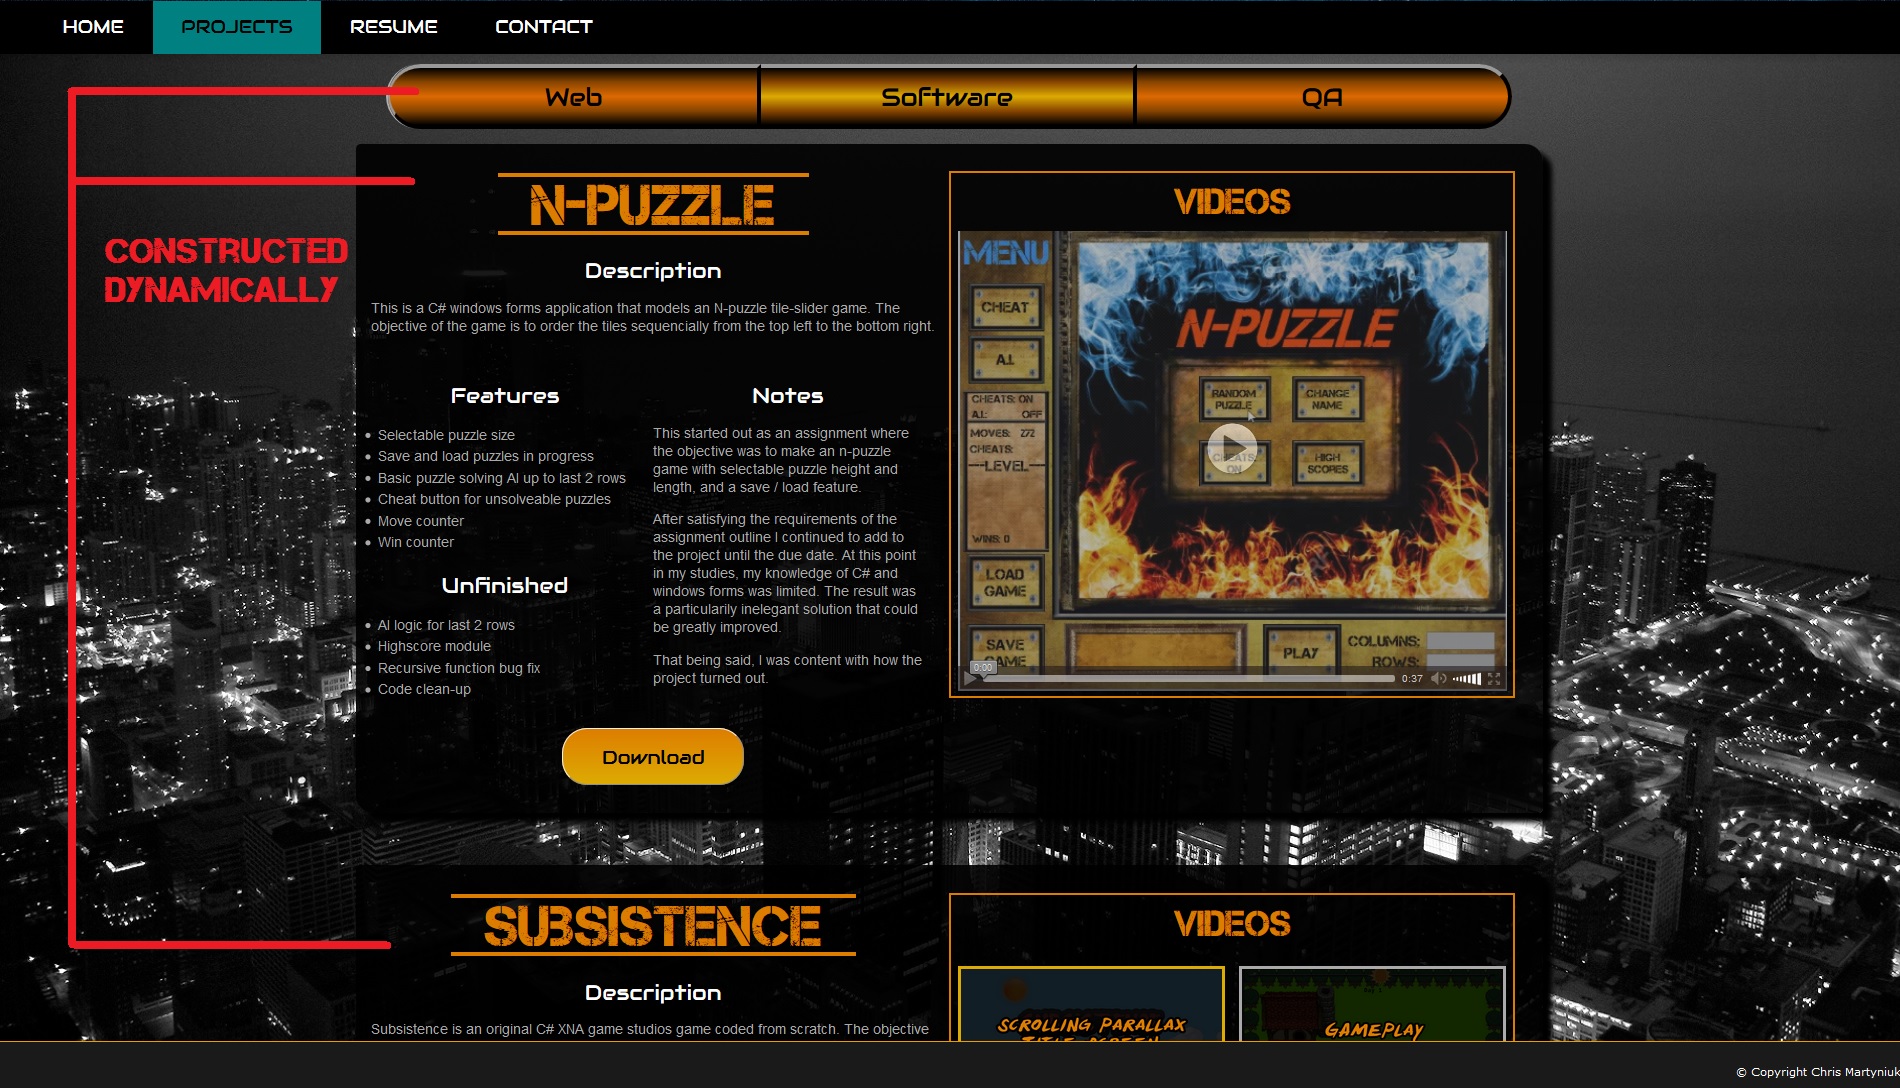 HOME
PROJECTS
RESUME
CONTACT
Web
Software
QA
CONSTRUCTED
DYNAMICALLY
N-PUZZLE
Description
This is a C# windows forms application that models an N-puzzle tile-slider game. The
objective of the game is to order the tiles sequencially from the top left to the bottom right.
Features
Selectable puzzle size
Save and load puzzles in progress
Basic puzzle solving AI up to last 2 rows
Cheat button for unsolveable puzzles
Move counter
Win counter
Unfinished
AI logic for last 2 rows
Highscore module
Recursive function bug fix
Code clean-up
Notes
This started out as an assignment where
the objective was to make an n-puzzle
game with selectable puzzle height and
length, and a save / load feature.
After satisfying the requirements of the
assignment outline I continued to add to
the project until the due date. At this point
in my studies, my knowledge of C# and
windows forms was limited. The result was
a particularily inelegant solution that could
be greatly improved.
That being said, I was content with how the
project turned out.
Download
VIDEOS
MENU
CHEAT
A.I.
CHEATS: ON
A.I.: OFF
MOVES: 272
CHEATS:
---LEVEL---
WINS: 0
LOAD
GAME
SAVE
GAME
N-PUZZLE
RANDOM
PUZZLE
CHANGE
NAME
CHEATS:
ON
HIGH
SCORES
PLAY
COLUMNS:
ROWS:
0:00
0:37
SUBSISTENCE
Description
Subsistence is an original C# XNA game studios game coded from scratch. The objective
VIDEOS
SCROLLING PARALLAX
TITLE SCREEN
GAMEPLAY
© Copyright Chris Martyniuk